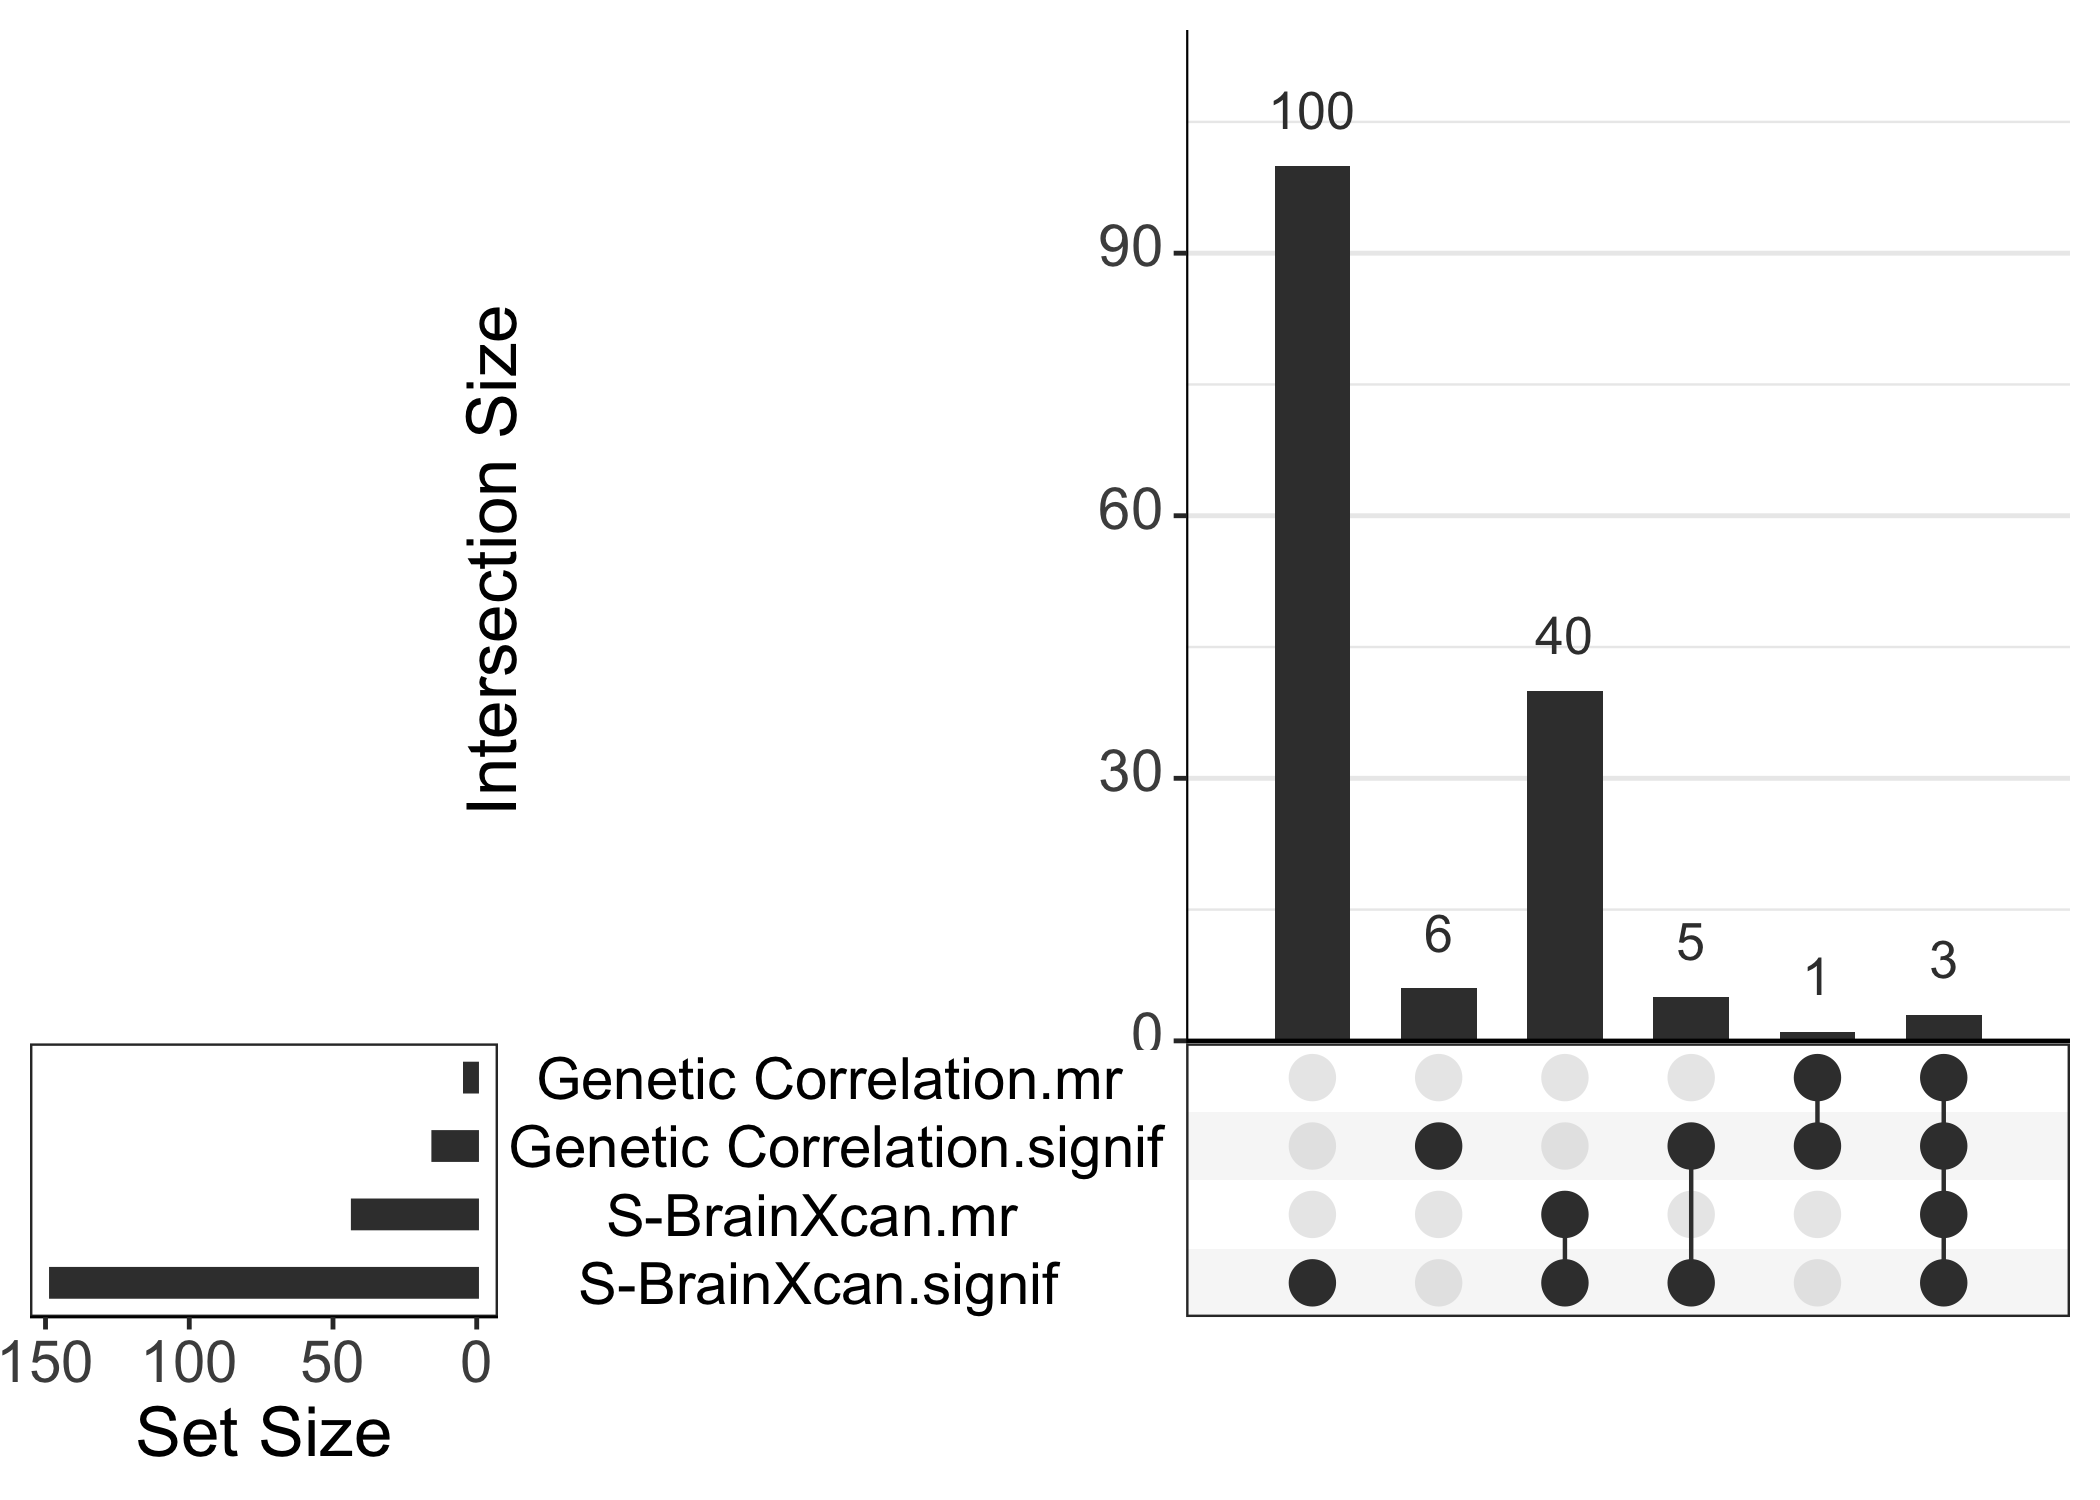 Intersection Size
100
90
60
40
30
6
5
1
3
0
Genetic Correlation.mr
Genetic Correlation.signif
S-BrainXcan.mr
S-BrainXcan.signif
150 100 50 0
Set Size